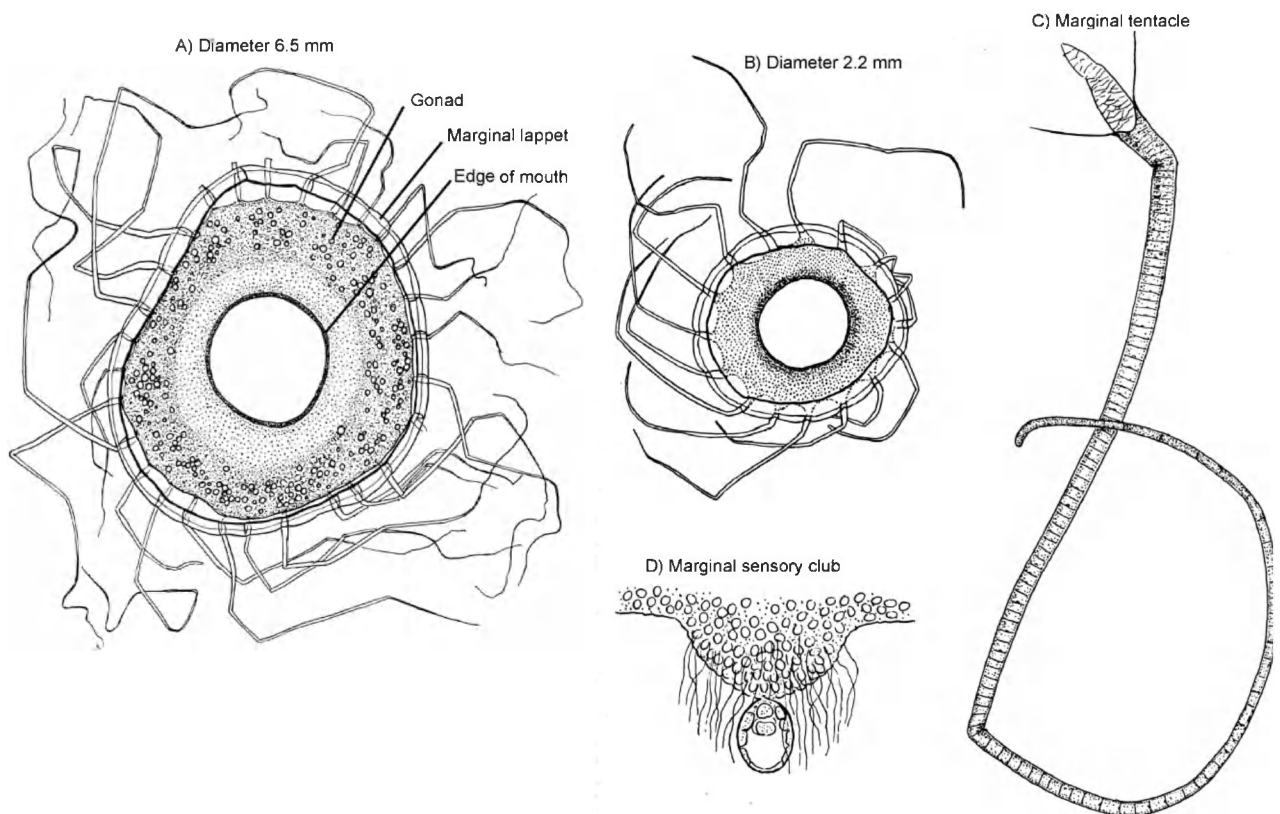 A) Diameter 6.5 mm
Gonad
Marginal lappet
Edge of mouth
B) Diameter 2.2 mm
C) Marginal tentacle
D) Marginal sensory club